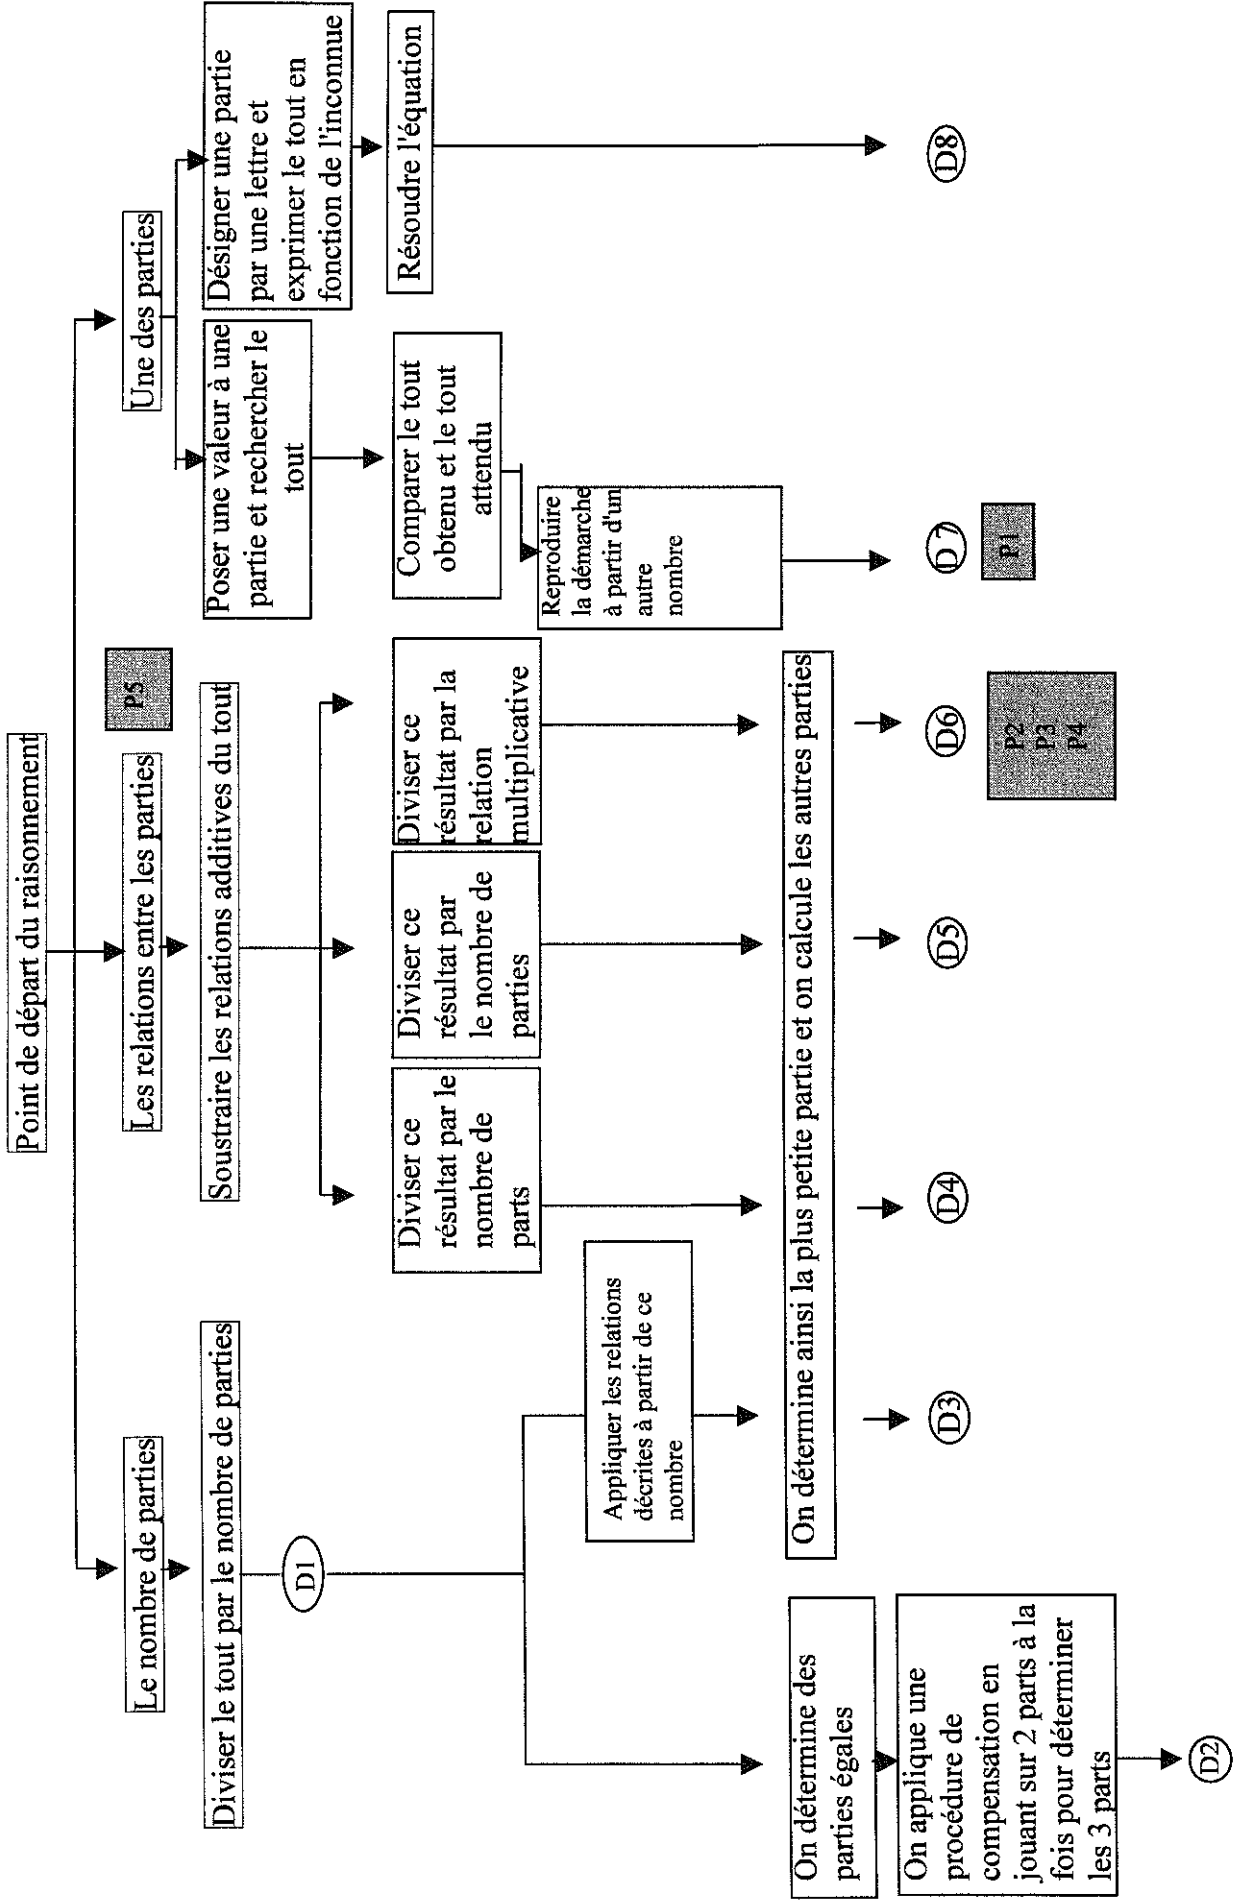 Point de départ du raisonnement
Le nombre de parties
Les relations entre les parties
P5
Une des parties
Diviser le tout par le nombre de parties
D1
Soustraire les relations additives du tout
Poser une valeur à une
partie et rechercher le
tout
Désigner une partie
par une lettre et
exprimer le tout en
fonction de l'inconnue
Diviser ce
résultat par le
nombre de
parts
Diviser ce
résultat par
le nombre de
parties
Diviser ce
résultat par la
relation
multiplicative
Comparer le tout
obtenu et le tout
attendu
Résoudre l'équation
Appliquer les relations
décrites à partir de ce
nombre
Reproduire
la démarche
à partir d'un
autre
nombre
On détermine des
parties égales
On détermine ainsi la plus petite partie et on calcule les autres parties
On applique une
procédure de
compensation en
jouant sur 2 parts à la
fois pour déterminer
les 3 parts
D2
D3
D4
D5
D6
P2
P3
P4
D 7
P1
D8